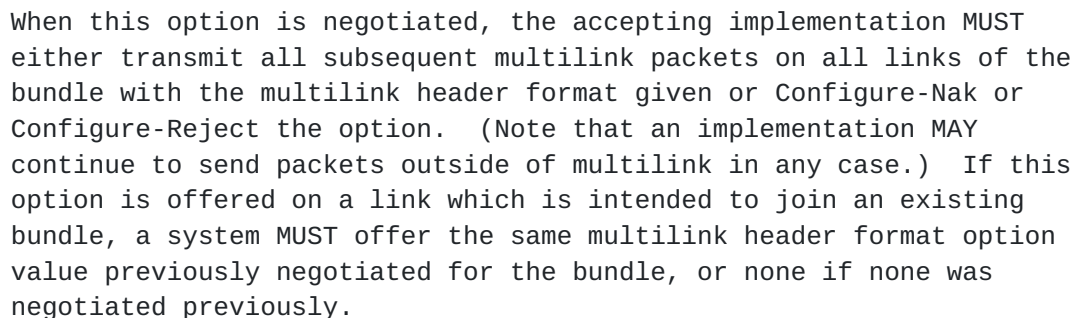 When this option is negotiated, the accepting implementation MUST
either transmit all subsequent multilink packets on all links of the
bundle with the multilink header format given or Configure-Nak or
Configure-Reject the option.  (Note that an implementation MAY
continue to send packets outside of multilink in any case.)  If this
option is offered on a link which is intended to join an existing
bundle, a system MUST offer the same multilink header format option
value previously negotiated for the bundle, or none if none was
negotiated previously.